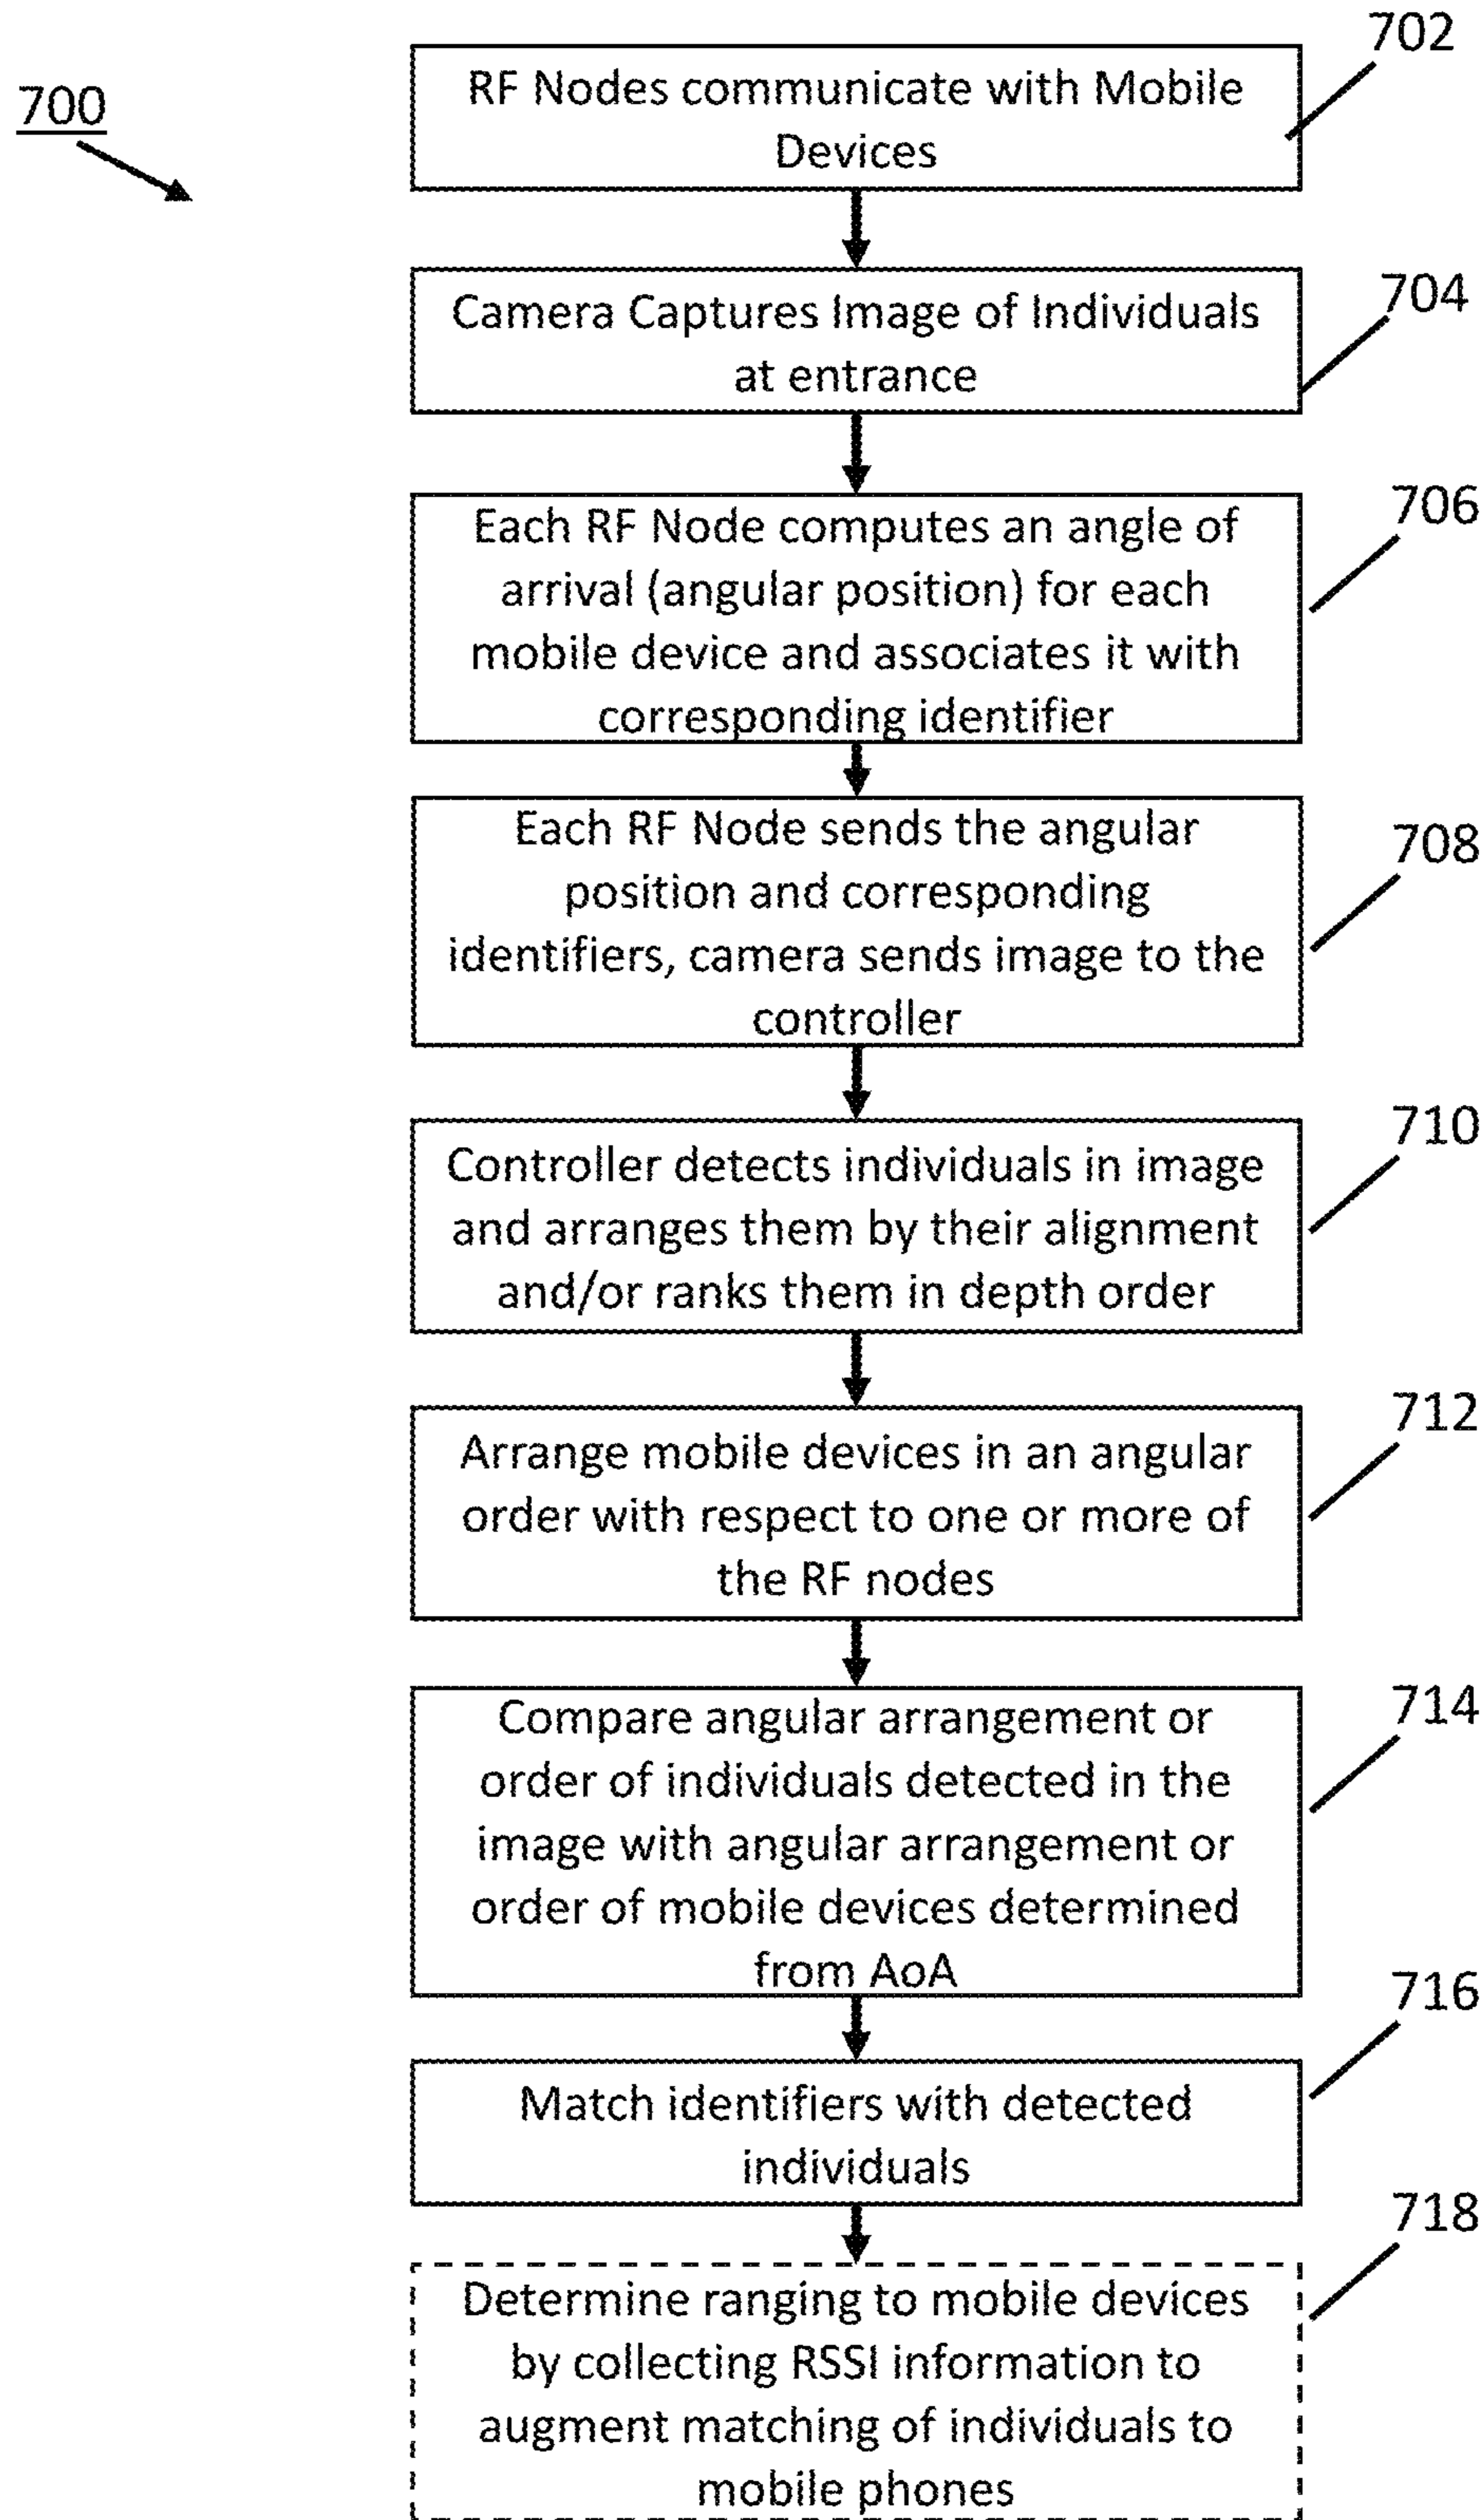 702
700
RF Nodes communicate with Mobile
Devices
704
Camera Captures Image of Individuals
at entrance
706
Each RF Node computes an angle of
arrival (angular position) for each
mobile device and associates it with
corresponding identifier
708
Each RF Node sends the angular
position and corresponding
identifiers, camera sends image to the
controller
710
Controller detects individuals in image
and arranges them by their alignment
and/or ranks them in depth order
712
Arrange mobile devices in an angular
order with respect to one or more of
the RF nodes
714
Compare angular arrangement or
order of individuals detected in the
image with angular arrangement or
order of mobile devices determined
from AoA
716
Match identifiers with detected
individuals
718
Determine ranging to mobile devices
by collecting RSSI information to
augment matching of individuals to
mobile phones